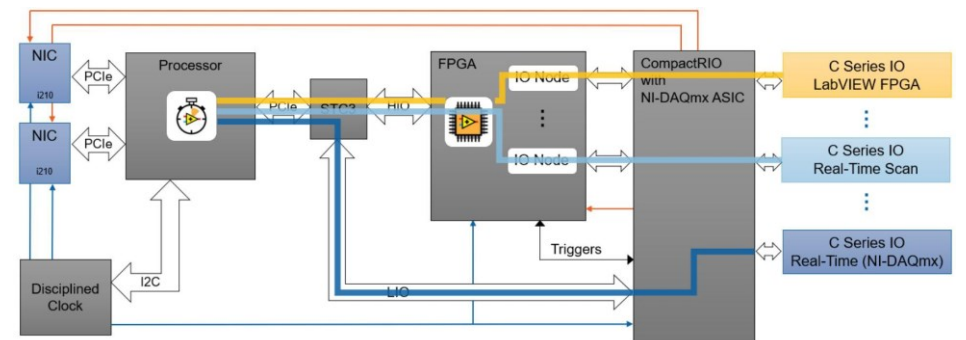 NIC
I210
NIC
I210
PCIe
PCIe
Processor
PCIe
STC3
HIO
FPGA
IO Node
IO Node
CompactRIO
with
NI-DAQmx ASIC
C Series IO
LabVIEW FPGA
C Series IO
Real-Time Scan
C Series IO
Real-Time (NI-DAQmx)
Triggers
I2C
LIO
Disciplined
Clock